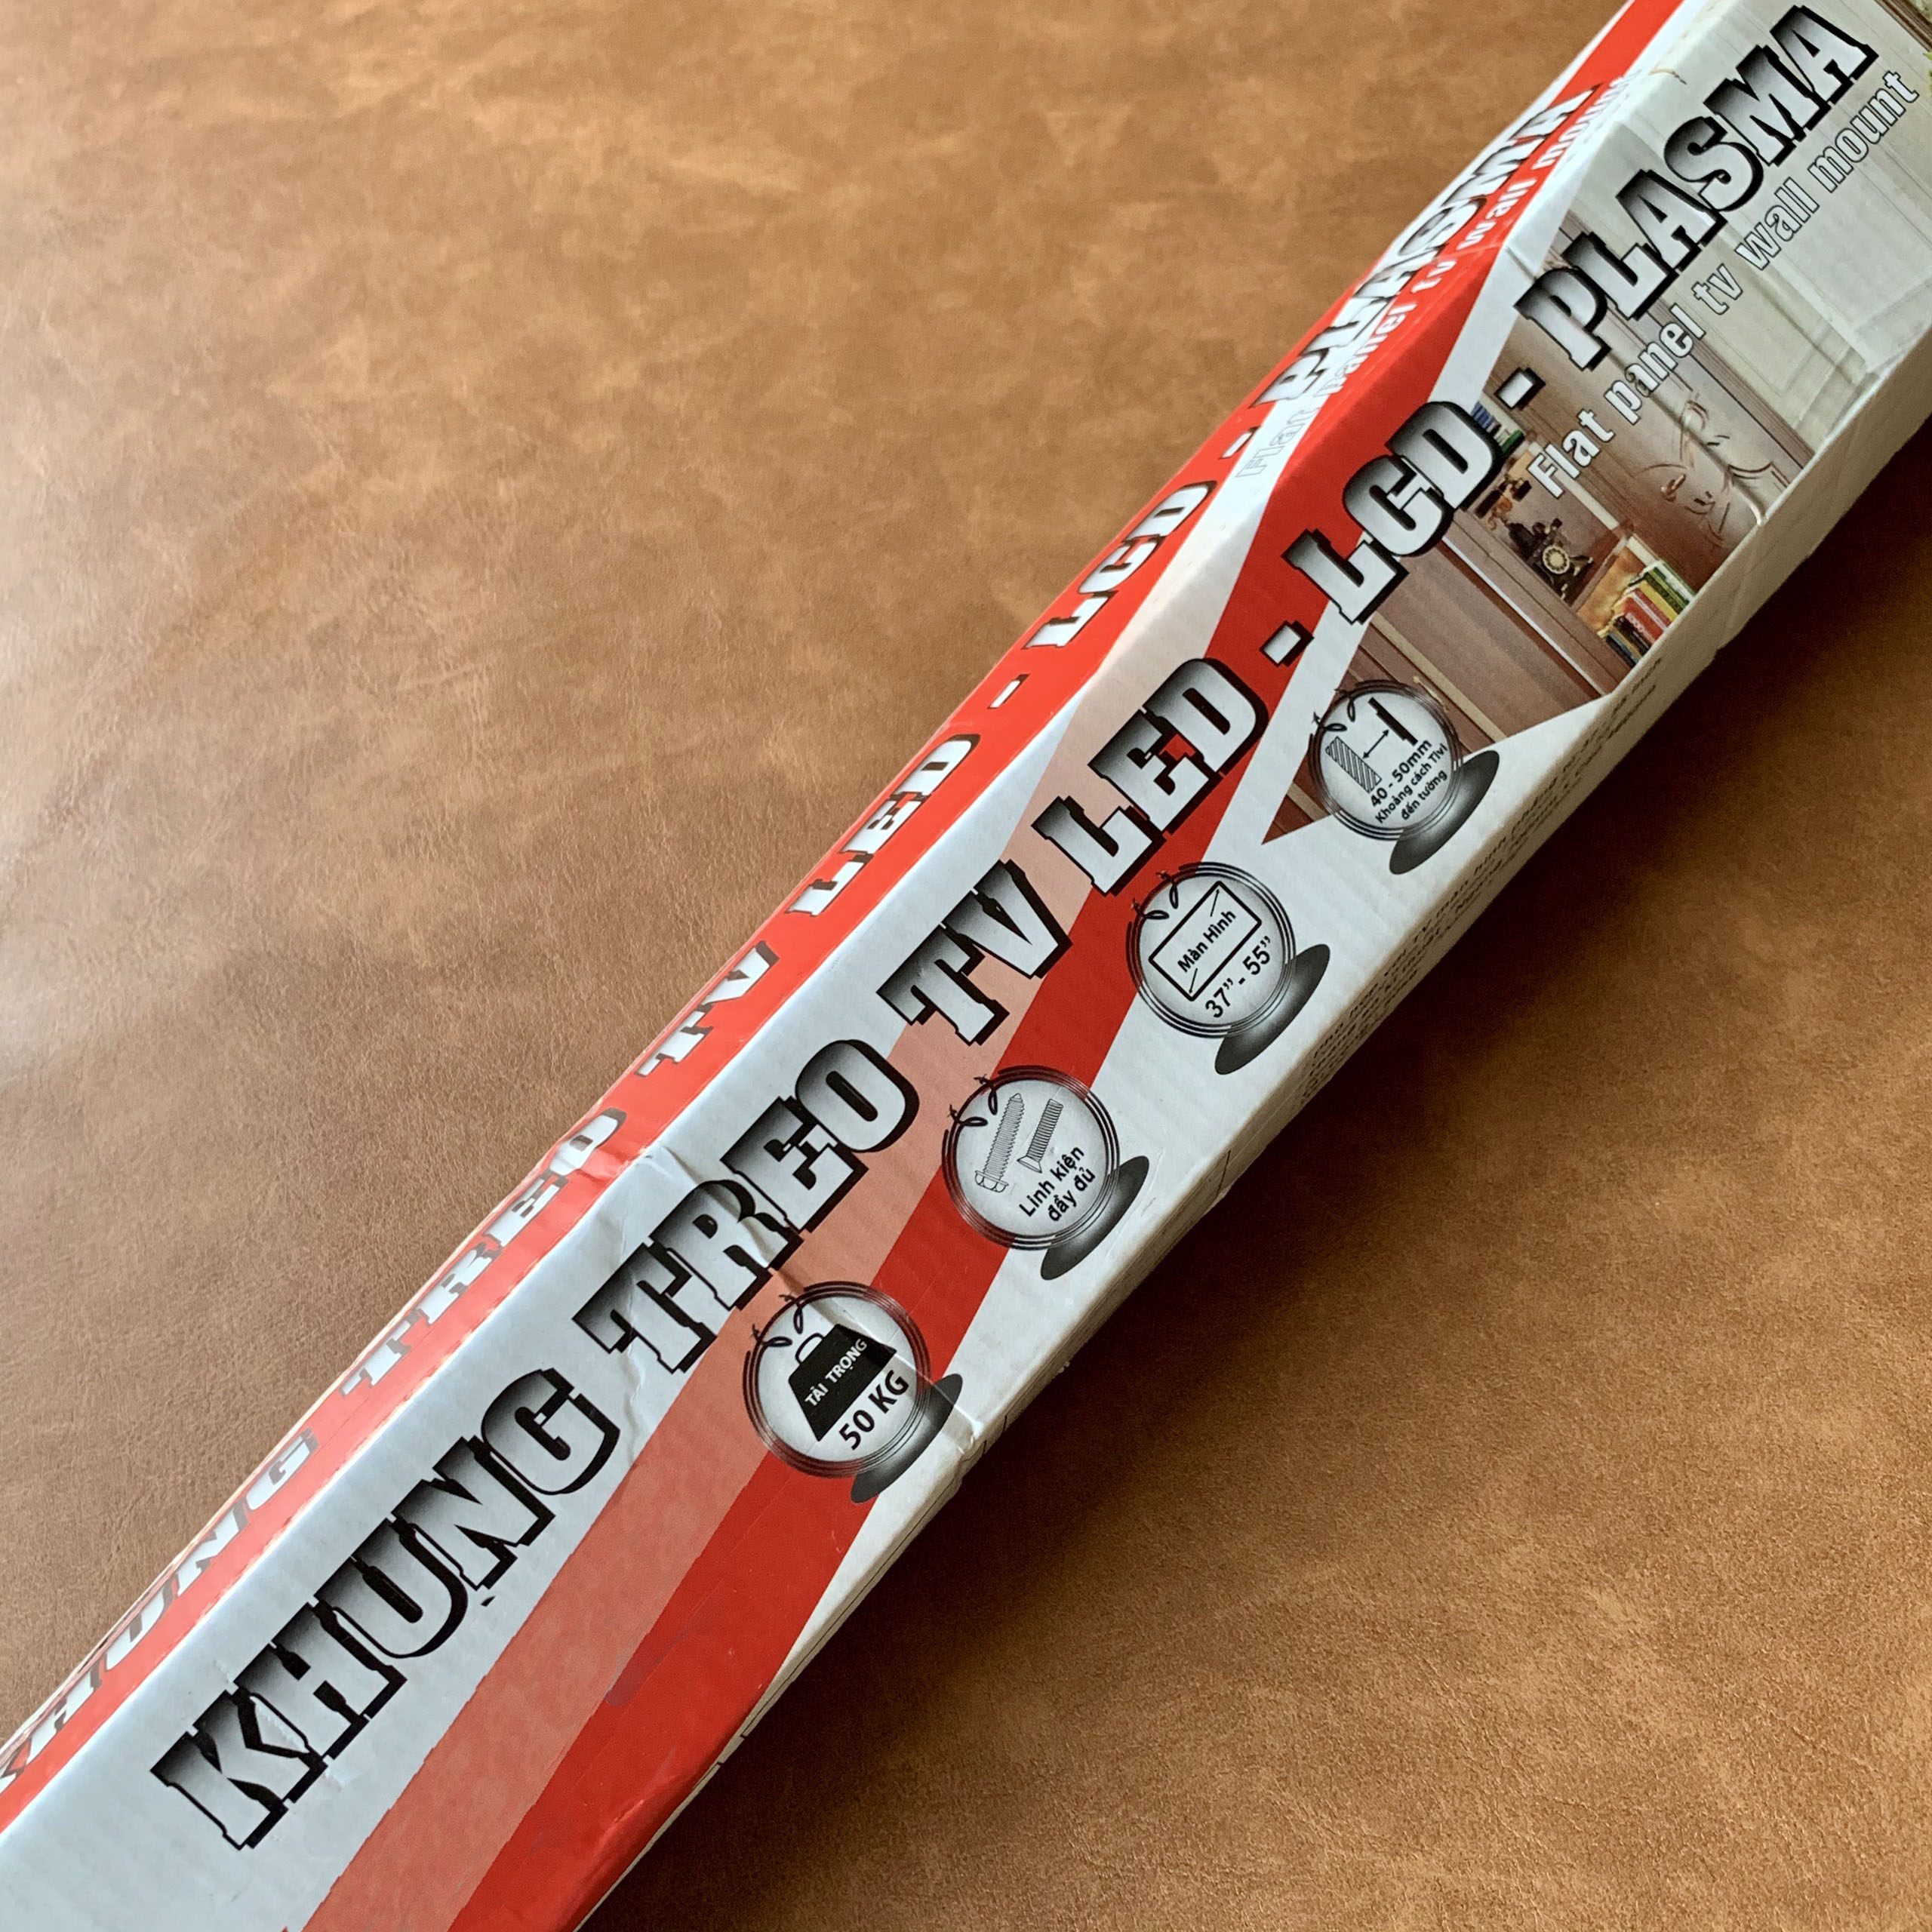 KHUNG TREO TV LED - LCD - PLASMA
Flat panel tv wall mount
KHUNG TREO TV LED - LCD - PLASMA
Flat panel tv wall mount
TẢI TRỌNG
50 KG
Linh kiện
đầy đủ
Màn Hình
37” - 55”
40 - 50mm
Khoảng cách Tivi
đến tường